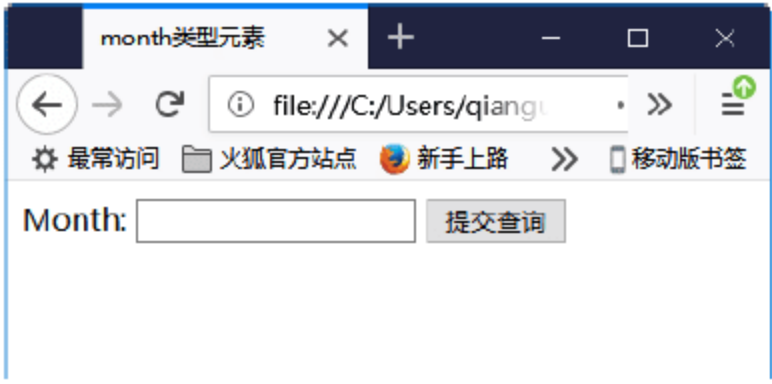 month类型元素
file:///C:/Users/qiangu
最常访问 火狐官方站点 新手上路 移动版书签
Month: 提交查询